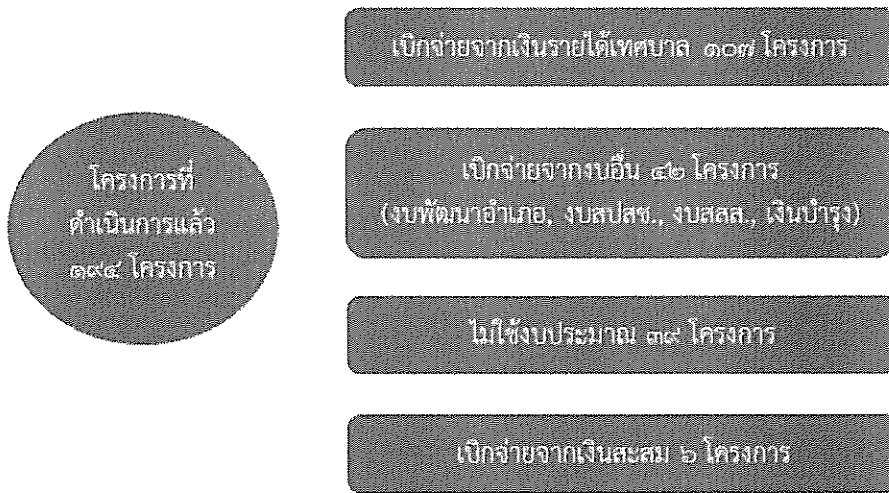 โครงการที่
ดำเนินการแล้ว
๑๙๔ โครงการ
เบิกจ่ายจากเงินรายได้เทศบาล ๑๐๗ โครงการ
เบิกจ่ายจากงบอื่น ๔๒ โครงการ
(งบพัฒนาอำเภอ, งบสปสช., งบสสส., เงินบำรุง)
ไม่ใช้งบประมาณ ๓๙ โครงการ
เบิกจ่ายจากเงินสะสม ๖ โครงการ